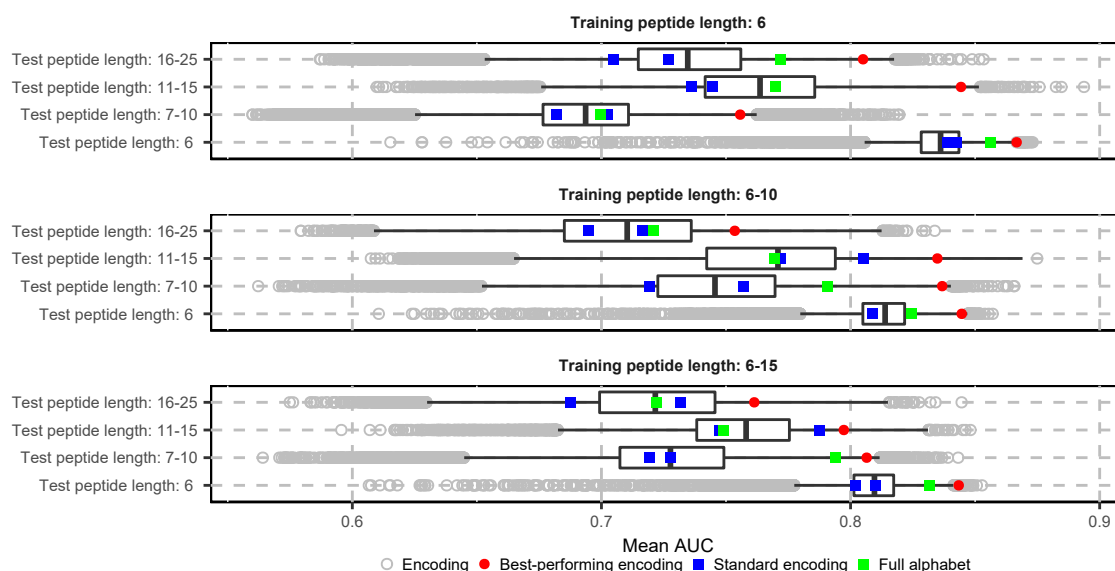 Training peptide length: 6
Test peptide length: 16-25
Test peptide length: 11-15
Test peptide length: 7-10
Test peptide length: 6
Training peptide length: 6-10
Test peptide length: 16-25
Test peptide length: 11-15
Test peptide length: 7-10
Test peptide length: 6
Training peptide length: 6-15
Test peptide length: 16-25
Test peptide length: 11-15
Test peptide length: 7-10
Test peptide length: 6
0.6 0.7 0.8 0.9
Mean AUC
Encoding Best-performing encoding Standard encoding Full alphabet